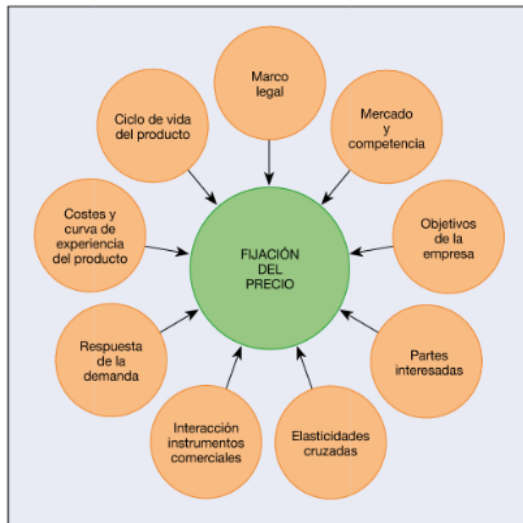 Marco
legal
Mercado
y
competencia
Objetivos
de la
empresa
Partes
interesadas
Elasticidades
cruzadas
Interacción
instrumentos
comerciales
Respuesta
de la
demanda
Costes y
curva de
experiencia
del producto
Ciclo de vida
del producto
FIJACIÓN
DEL
PRECIO